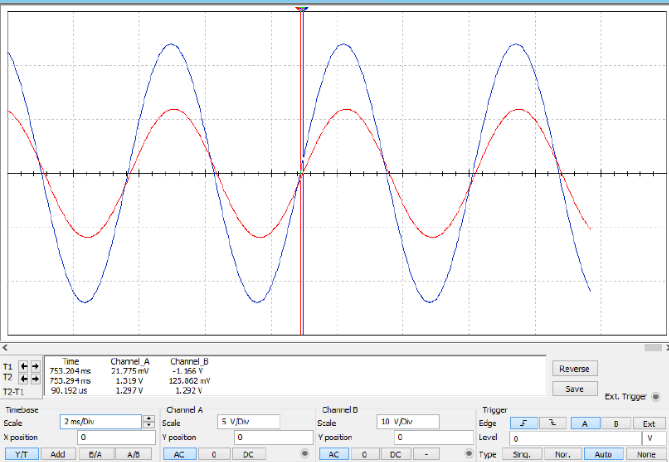 Time Channel_A Channel_B
T1 753.204 ms 21.775 mV -1.166 V
T2 753.294 ms 1.319 V 125.862 mV
T2-T1 90.192 us 1.297 V 1.292 V
Reverse
Save
Ext. Trigger
Timebase Channel A Channel B Trigger
Scale 2 ms/Div Scale 5 V/Div Scale 10 V/Div Edge A B Ext
X position 0 Y position 0 Y position 0 Level 0 V
Y/T Add B/A A/B AC 0 DC AC 0 DC - Type Sing. Nor. Auto None